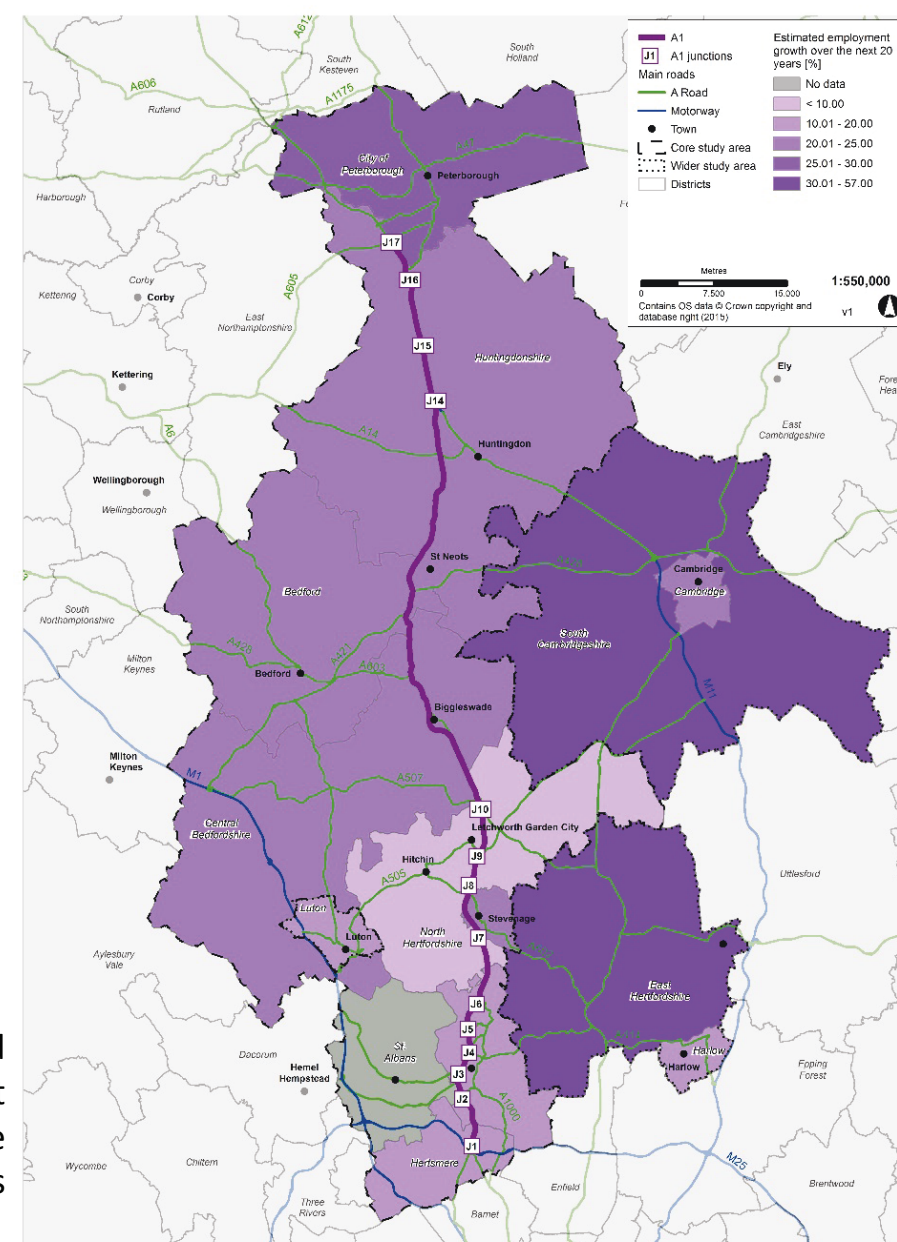 A1
J1 A1 junctions
Main roads
A Road
Motorway
Town
Core study area
Wider study area
Districts
Estimated employment
growth over the next 20
years [%]
No data
< 10.00
10.01 - 20.00
20.01 - 25.00
25.01 - 30.00
30.01 - 57.00
Metres
0 7,500 15,000
1:550,000
Contains OS data © Crown copyright and
database right (2015)
v1
A612
South
Kesteven
South
Holland
A606
Rutland
A1175
City of
Peterborough
Peterborough
Harborough
J17
J16
Corby
Corby
Kettering
A605
East
Northamptonshire
J15
Huntingdonshire
Kettering
Ely
J14
A6
A14
Huntingdon
East
Cambridgeshire
Wellingborough
Wellingborough
St Neots
Cambridge
Cambridge
Bedford
South
Northamptonshire
South
Cambridgeshire
A428
A421
A603
Milton
Keynes
Bedford
M11
Biggleswade
Milton
Keynes
M1
A507
J10
Central
Bedfordshire
Letchworth Garden City
J9
Hitchin
A505
J8
Uttlesford
Luton
Stevenage
Luton
North
Hertfordshire
J7
Aylesbury
Vale
East
Hertfordshire
J6
J5
A414
St.
Albans
J4
Dacorum
Harlow
Harlow
Hemel
Hempstead
J3
Epping
Forest
J2
A1000
J1
Hertsmere
M25
Wycombe
Chiltern
Three
Rivers
Barnet
Enfield
Brentwood